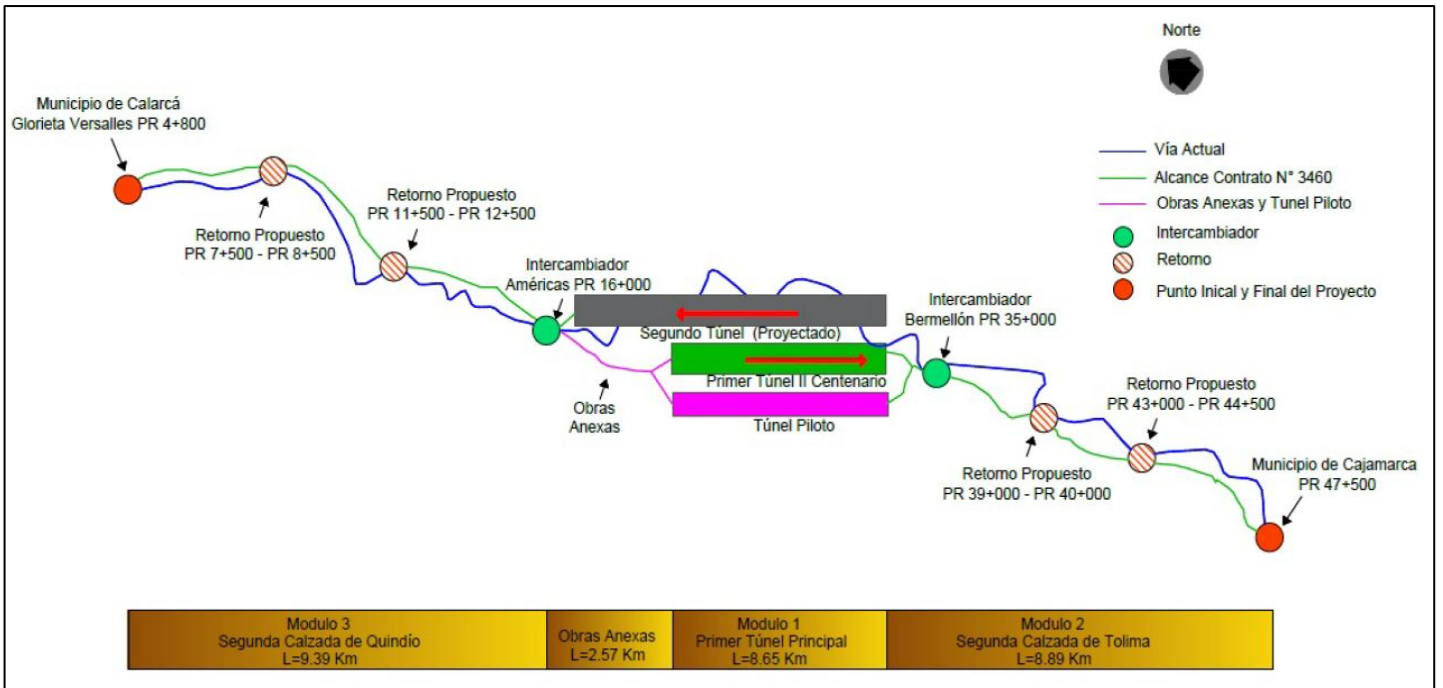 Norte
Municipio de Calarcá
Glorieta Versalles PR 4+800
Retorno Propuesto
PR 7+500 - PR 8+500
Retorno Propuesto
PR 11+500 - PR 12+500
Intercambiador
Américas PR 16+000
Obras
Anexas
Segundo Túnel (Proyectado)
Primer Túnel II Centenario
Túnel Piloto
Intercambiador
Bermellón PR 35+000
Retorno Propuesto
PR 39+000 - PR 40+000
Retorno Propuesto
PR 43+000 - PR 44+500
Municipio de Cajamarca
PR 47+500
Vía Actual
Alcance Contrato N° 3460
Obras Anexas y Tunel Piloto
Intercambiador
Retorno
Punto Inical y Final del Proyecto
Modulo 3
Segunda Calzada de Quindío
L=9.39 Km
Obras Anexas
L=2.57 Km
Modulo 1
Primer Túnel Principal
L=8.65 Km
Modulo 2
Segunda Calzada de Tolima
L=8.89 Km